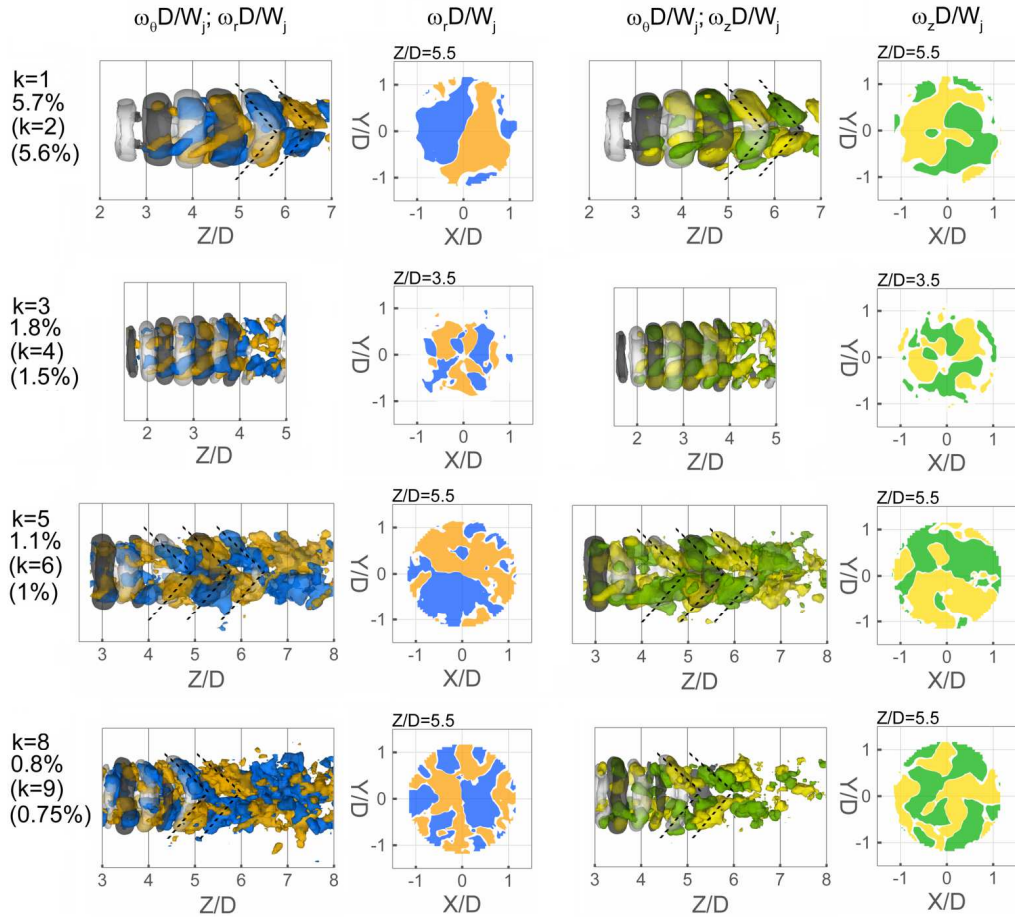 ω_θD/W_j; ω_rD/W_j
ω_rD/W_j
ω_θD/W_j; ω_zD/W_j
ω_zD/W_j
k=1
5.7%
(k=2)
(5.6%)
2 3 4 5 6 7
Z/D
Z/D=5.5
Y/D
1
0
-1
-1 0 1
X/D
2 3 4 5 6 7
Z/D
Z/D=5.5
Y/D
1
0
-1
-1 0 1
X/D
k=3
1.8%
(k=4)
(1.5%)
2 3 4 5
Z/D
Z/D=3.5
Y/D
1
0
-1
-1 0 1
X/D
2 3 4 5
Z/D
Z/D=3.5
Y/D
1
0
-1
-1 0 1
X/D
k=5
1.1%
(k=6)
(1%)
3 4 5 6 7 8
Z/D
Z/D=5.5
Y/D
1
0
-1
-1 0 1
X/D
3 4 5 6 7 8
Z/D
Z/D=5.5
Y/D
1
0
-1
-1 0 1
X/D
k=8
0.8%
(k=9)
(0.75%)
3 4 5 6 7 8
Z/D
Z/D=5.5
Y/D
1
0
-1
-1 0 1
X/D
3 4 5 6 7 8
Z/D
Z/D=5.5
Y/D
1
0
-1
-1 0 1
X/D